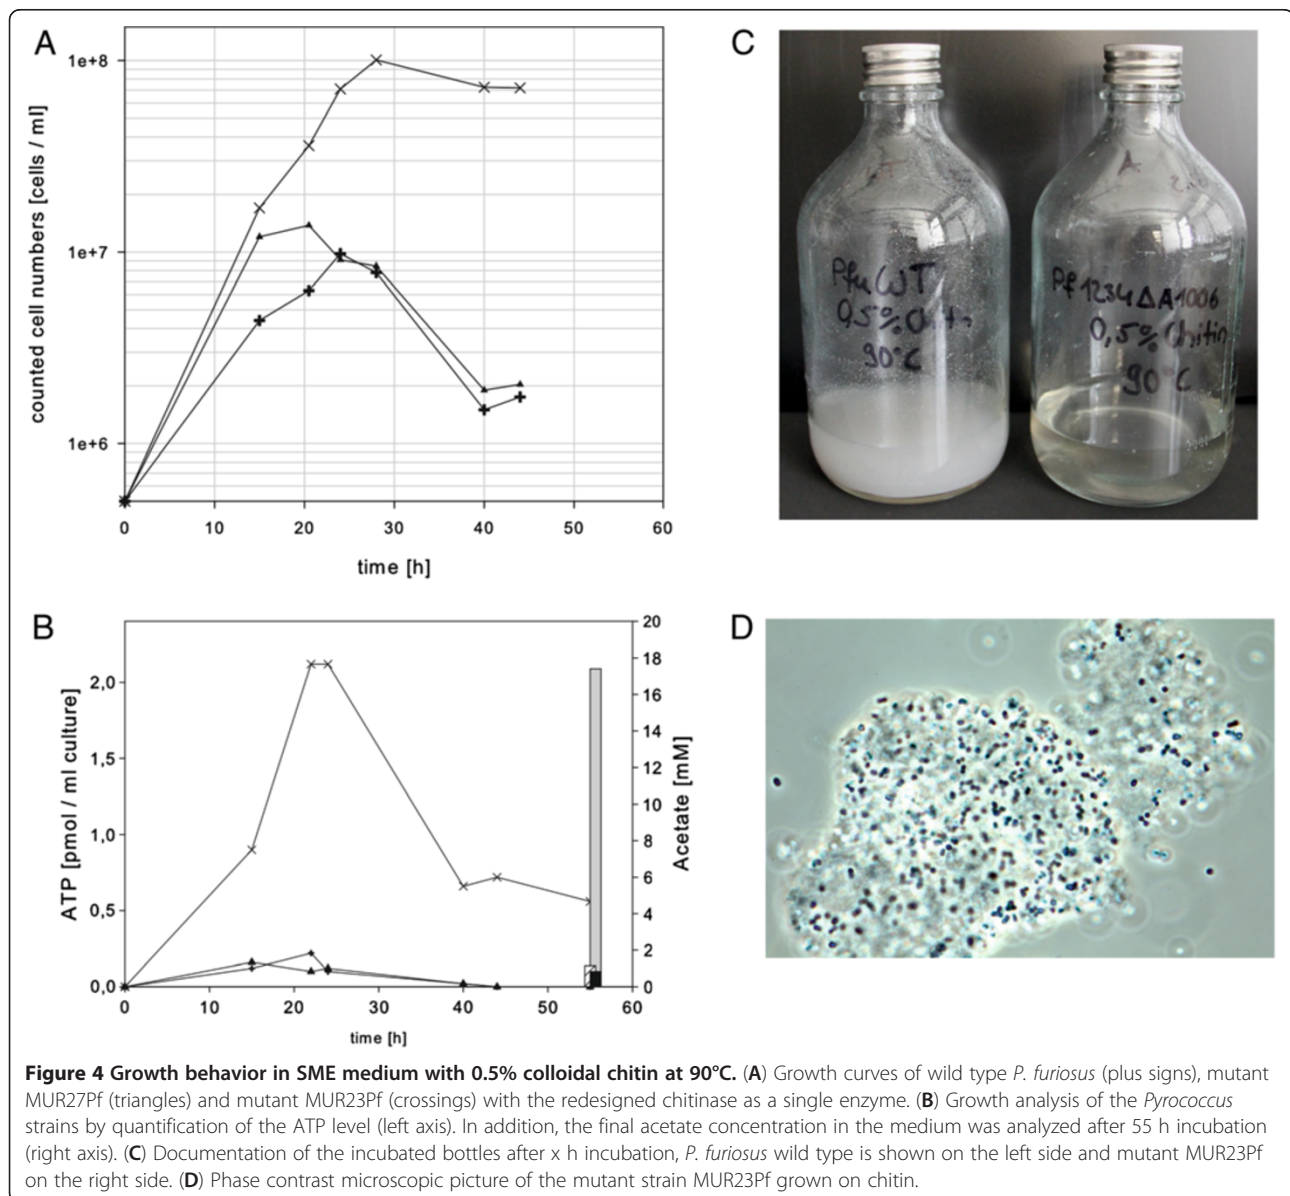 A
1e+8
1e+7
1e+6
counted cell numbers [cells / ml]
0 10 20 30 40 50 60
time [h]
B
2,0
1,5
1,0
0,5
0,0
ATP [pmol / ml culture]
20
18
16
14
12
10
8
6
4
2
0
Acetate [mM]
0 10 20 30 40 50 60
time [h]
C
Pfu WT
0,5% Chitin
90°C
A
Pf 1234 Δ A1006
0,5% Chitin
90°C
D
Figure 4 Growth behavior in SME medium with 0.5% colloidal chitin at 90°C. (A) Growth curves of wild type P. furiosus (plus signs), mutant
MUR27Pf (triangles) and mutant MUR23Pf (crossings) with the redesigned chitinase as a single enzyme. (B) Growth analysis of the Pyrococcus
strains by quantification of the ATP level (left axis). In addition, the final acetate concentration in the medium was analyzed after 55 h incubation
(right axis). (C) Documentation of the incubated bottles after x h incubation, P. furiosus wild type is shown on the left side and mutant MUR23Pf
on the right side. (D) Phase contrast microscopic picture of the mutant strain MUR23Pf grown on chitin.